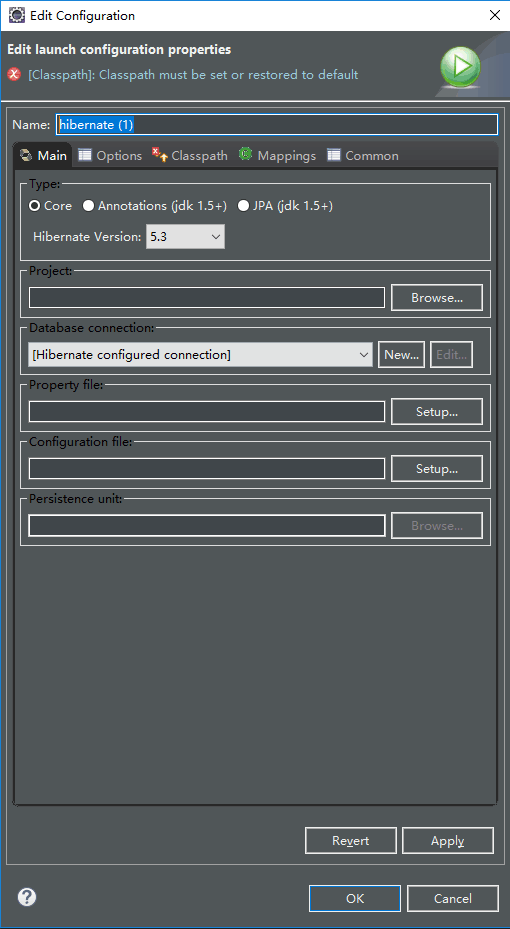 Edit Configuration
Edit launch configuration properties
[Classpath]: Classpath must be set or restored to default
Name: hibernate (1)
Main Options Classpath Mappings Common
Type:
Core Annotations (jdk 1.5+) JPA (jdk 1.5+)
Hibernate Version: 5.3
Project:
Browse...
Database connection:
[Hibernate configured connection] New... Edit...
Property file:
Setup...
Configuration file:
Setup...
Persistence unit:
Browse...
Revert Apply
OK Cancel